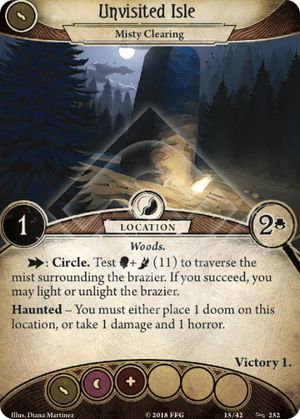 Unvisited Isle
Misty Clearing
1
LOCATION
2
Woods.
: Circle. Test + (11) to traverse the
mist surrounding the brazier. If you succeed, you
may light or unlight the brazier.
Haunted – You must either place 1 doom on this
location, or take 1 damage and 1 horror.
Victory 1.
Illus. Diana Martinez
© 2018 FFG
15/42
252